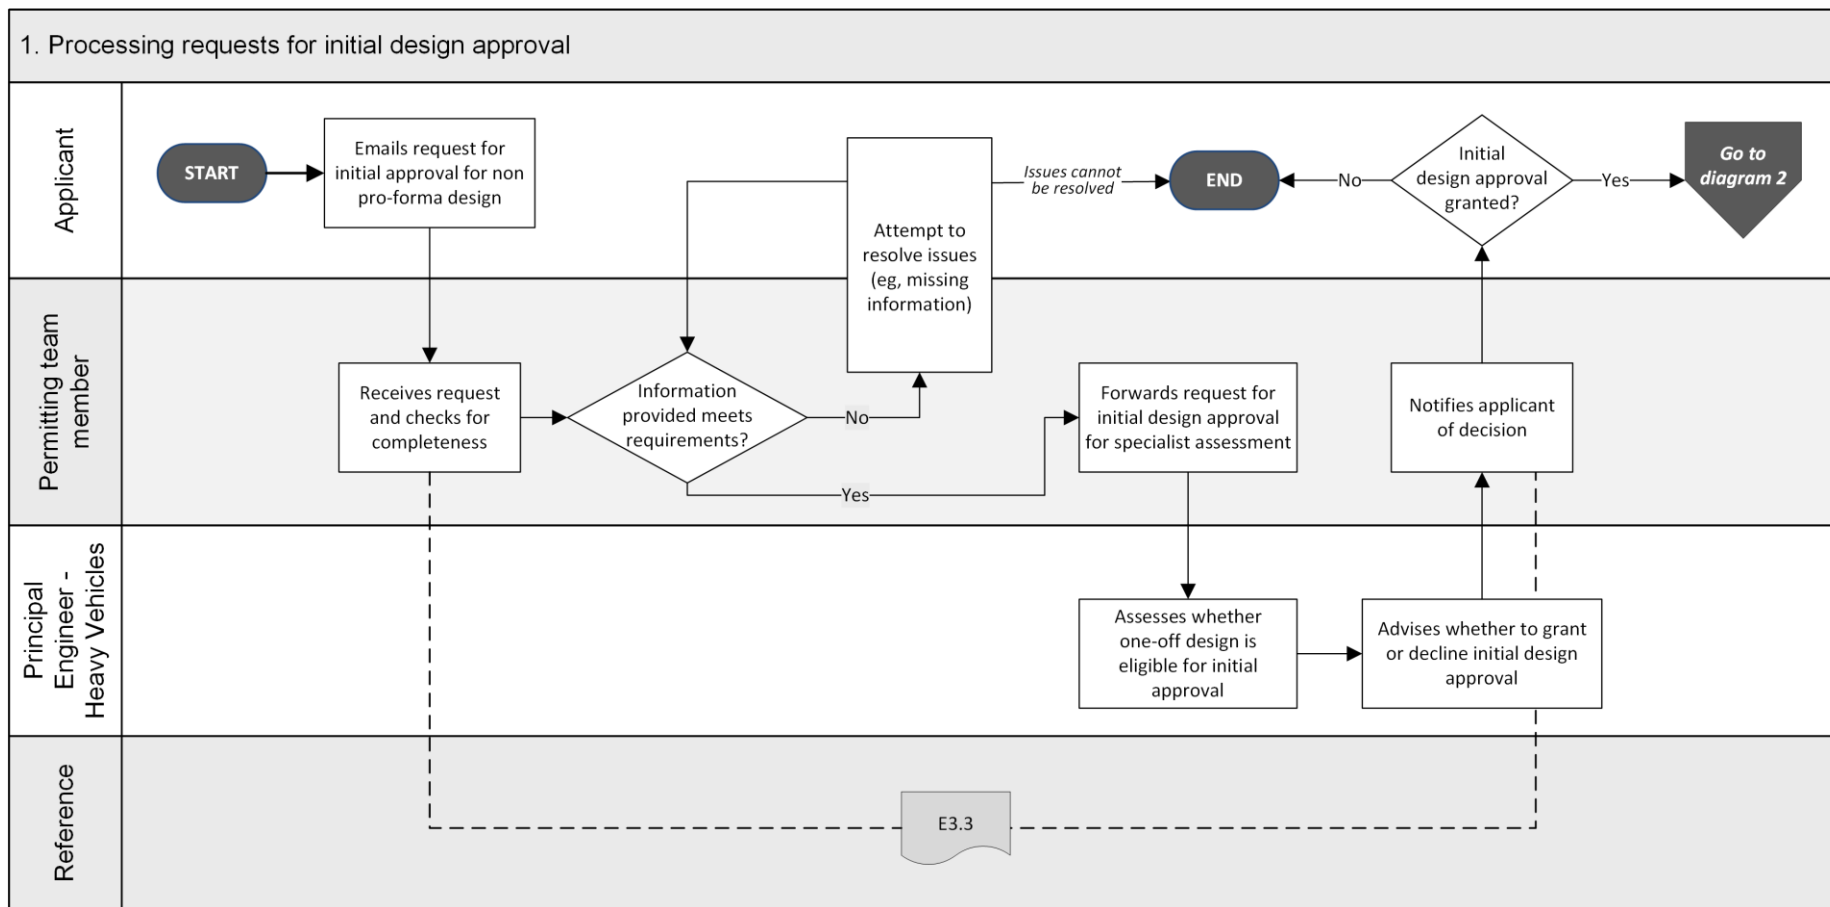 1. Processing requests for initial design approval
Applicant
START
Emails request for
initial approval for non
pro-forma design
Attempt to
resolve issues
(eg, missing
information)
Issues cannot
be resolved
END
No
Initial
design approval
granted?
Yes
Go to
diagram 2
Permitting team
member
Receives request
and checks for
completeness
Information
provided meets
requirements?
No
Yes
Forwards request for
initial design approval
for specialist assessment
Notifies applicant
of decision
Principal
Engineer -
Heavy Vehicles
Assesses whether
one-off design is
eligible for initial
approval
Advises whether to grant
or decline initial design
approval
Reference
E3.3